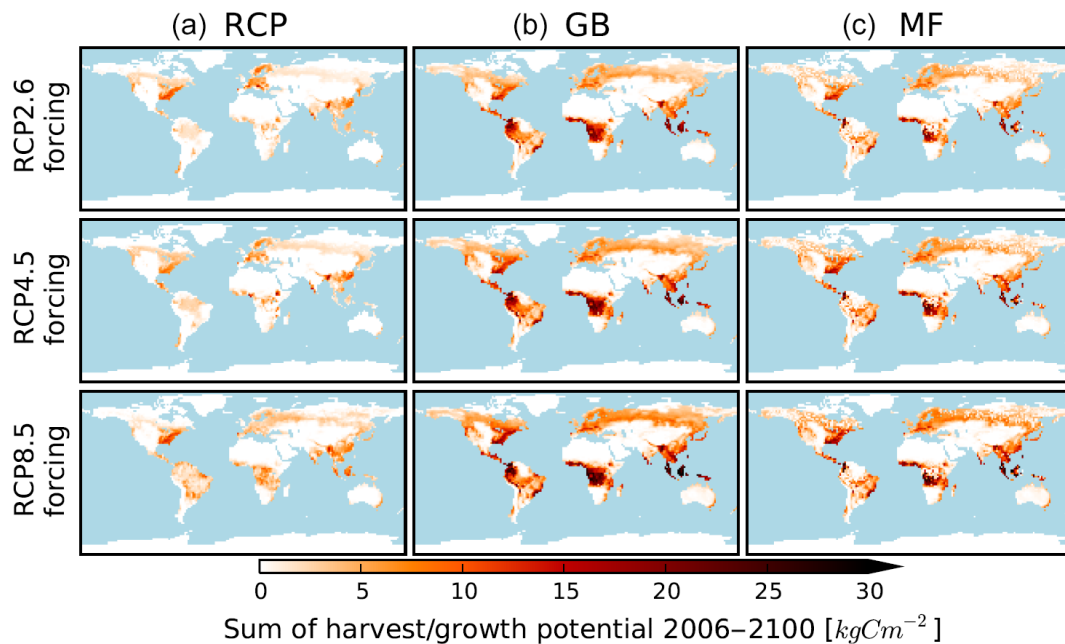 (a) RCP (b) GB (c) MF
RCP2.6
forcing
RCP4.5
forcing
RCP8.5
forcing
0 5 10 15 20 25 30
Sum of harvest/growth potential 2006–2100 [kgCm⁻²]